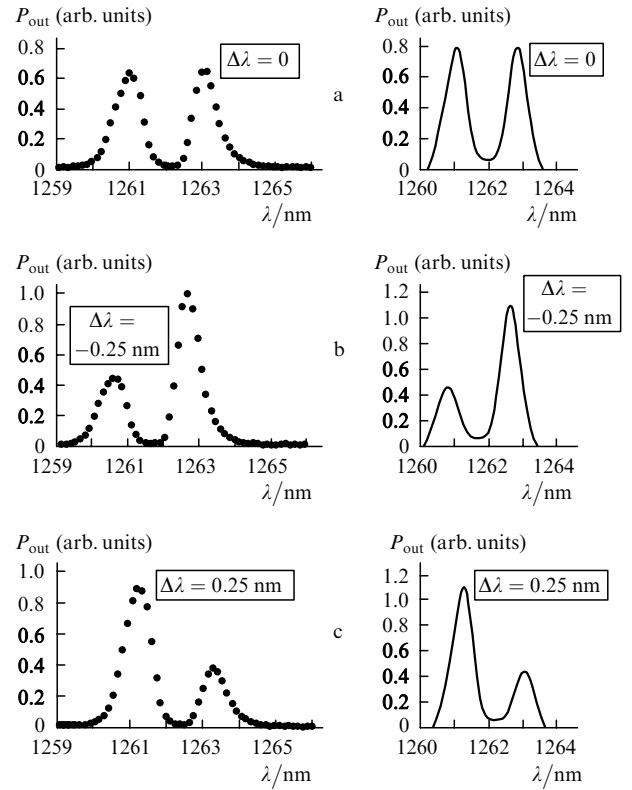 P_out (arb. units)
0.8
0.6
0.4
0.2
0
1259 1261 1263 1265
λ/nm
Δλ = 0
a
P_out (arb. units)
0.8
0.6
0.4
0.2
0
1260 1262 1264
λ/nm
Δλ = 0
P_out (arb. units)
1.0
0.8
0.6
0.4
0.2
0
1259 1261 1263 1265
λ/nm
Δλ =
−0.25 nm
b
P_out (arb. units)
1.2
1.0
0.8
0.6
0.4
0.2
0
1260 1262 1264
λ/nm
Δλ =
−0.25 nm
P_out (arb. units)
1.0
0.8
0.6
0.4
0.2
0
1259 1261 1263 1265
λ/nm
Δλ = 0.25 nm
c
P_out (arb. units)
1.2
1.0
0.8
0.6
0.4
0.2
0
1260 1262 1264
λ/nm
Δλ = 0.25 nm